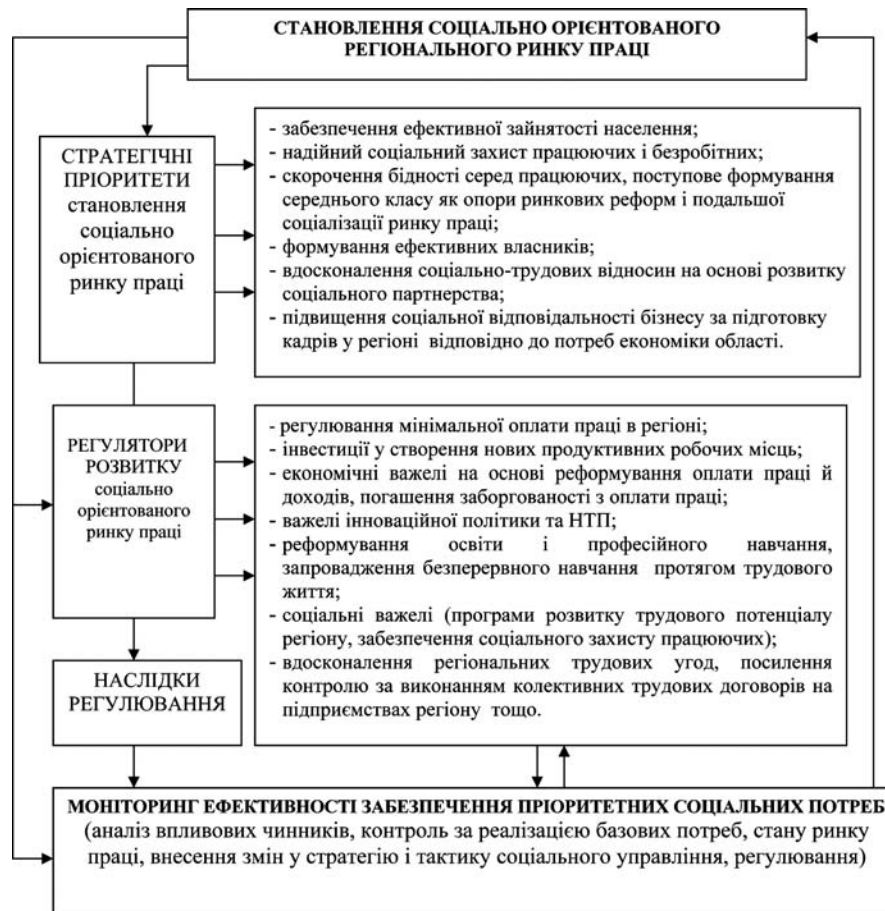 СТАНОВЛЕННЯ СОЦІАЛЬНО ОРІЄНТОВАНОГО
РЕГІОНАЛЬНОГО РИНКУ ПРАЦІ
СТРАТЕГІЧНІ
ПРІОРИТЕТИ
становлення
соціально
орієнтованого
ринку праці
- забезпечення ефективної зайнятості населення;
- надійний соціальний захист працюючих і безробітних;
- скорочення бідності серед працюючих, поступове формування
середнього класу як опори ринкових реформ і подальшої
соціалізації ринку праці;
- формування ефективних власників;
- вдосконалення соціально-трудових відносин на основі розвитку
соціального партнерства;
- підвищення соціальної відповідальності бізнесу за підготовку
кадрів у регіоні відповідно до потреб економіки області.
РЕГУЛЯТОРИ
РОЗВИТКУ
соціально
орієнтованого
ринку праці
- регулювання мінімальної оплати праці в регіоні;
- інвестиції у створення нових продуктивних робочих місць;
- економічні важелі на основі реформування оплати праці й
доходів, погашення заборгованості з оплати праці;
- важелі інноваційної політики та НТП;
- реформування освіти і професійного навчання,
запровадження безперервного навчання протягом трудового
життя;
- соціальні важелі (програми розвитку трудового потенціалу
регіону, забезпечення соціального захисту працюючих);
- вдосконалення регіональних трудових угод, посилення
контролю за виконанням колективних трудових договорів на
підприємствах регіону тощо.
НАСЛІДКИ
РЕГУЛЮВАННЯ
МОНІТОРИНГ ЕФЕКТИВНОСТІ ЗАБЕЗПЕЧЕННЯ ПРІОРИТЕТНИХ СОЦІАЛЬНИХ ПОТРЕБ
(аналіз впливових чинників, контроль за реалізацією базових потреб, стану ринку
праці, внесення змін у стратегію і тактику соціального управління, регулювання)